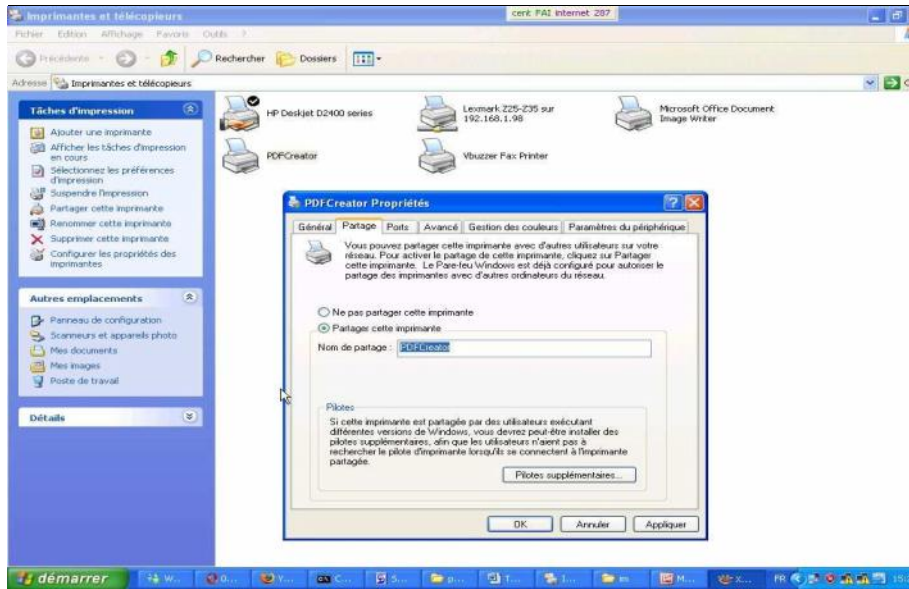 Imprimantes et télécopieurs
cent PAI internet 287
Fichier Edition Affichage Favoris Outils ?
Précédente
Rechercher
Dossiers
Adresse
Imprimantes et télécopieurs
OK
Tâches d'impression
Ajouter une imprimante
Afficher les tâches d'impression
en cours
Sélectionnez les préférences
d'impression
Suspendre l'impression
Partager cette imprimante
Renommer cette imprimante
Supprimer cette imprimante
Configurer les propriétés des
imprimantes
Autres emplacements
Panneau de configuration
Scanneurs et appareils photo
Mes documents
Mes images
Poste de travail
Détails
HP Deskjet D2400 series
Lexmark Z25-Z35 sur
192.168.1.98
Microsoft Office Document
Image Writer
PDFCreator
Vbuzzer Fax Printer
PDFCreator Propriétés
Général Partage Ports Avancé Gestion des couleurs Paramètres du périphérique
Vous pouvez partager cette imprimante avec d'autres utilisateurs sur votre
réseau. Pour activer le partage de cette imprimante, cliquez sur Partager
cette imprimante. Le Pare-feu Windows est déjà configuré pour autoriser le
partage des imprimantes avec d'autres ordinateurs du réseau.
Ne pas partager cette imprimante
Partager cette imprimante
Nom de partage : PDFCreator
Pilotes
Si cette imprimante est partagée par des utilisateurs exécutant
différentes versions de Windows, vous devrez peut-être installer des
pilotes supplémentaires, afin que les utilisateurs n'aient pas à
rechercher le pilote d'imprimante lorsqu'ils se connectent à l'imprimante
partagée.
Pilotes supplémentaires...
OK Annuler Appliquer
démarrer
W... O... Y... C... S... p... T... I... im M... X... FR